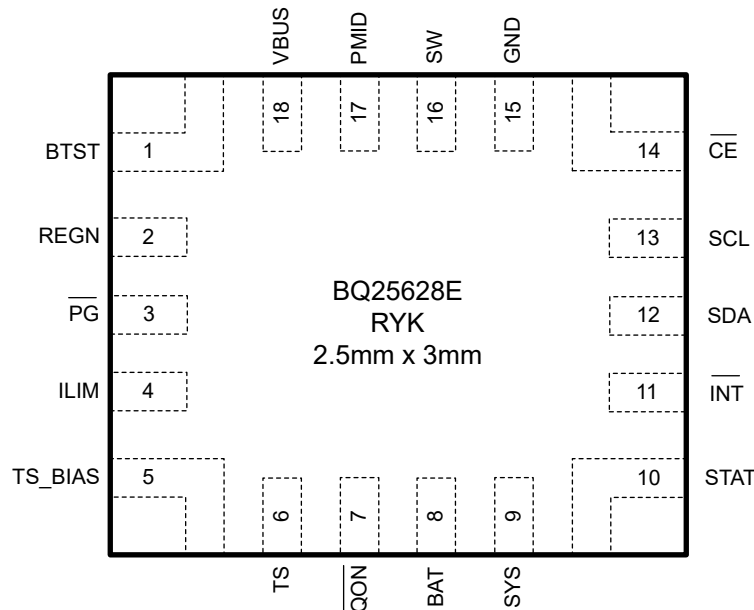 VBUS
PMID
SW
GND
18
17
16
15
BTST
1
14
CE
REGN
2
13
SCL
PG
3
12
SDA
ILIM
4
11
INT
TS_BIAS
5
10
STAT
BQ25628E
RYK
2.5mm x 3mm
6
7
8
9
TS
QON
BAT
SYS